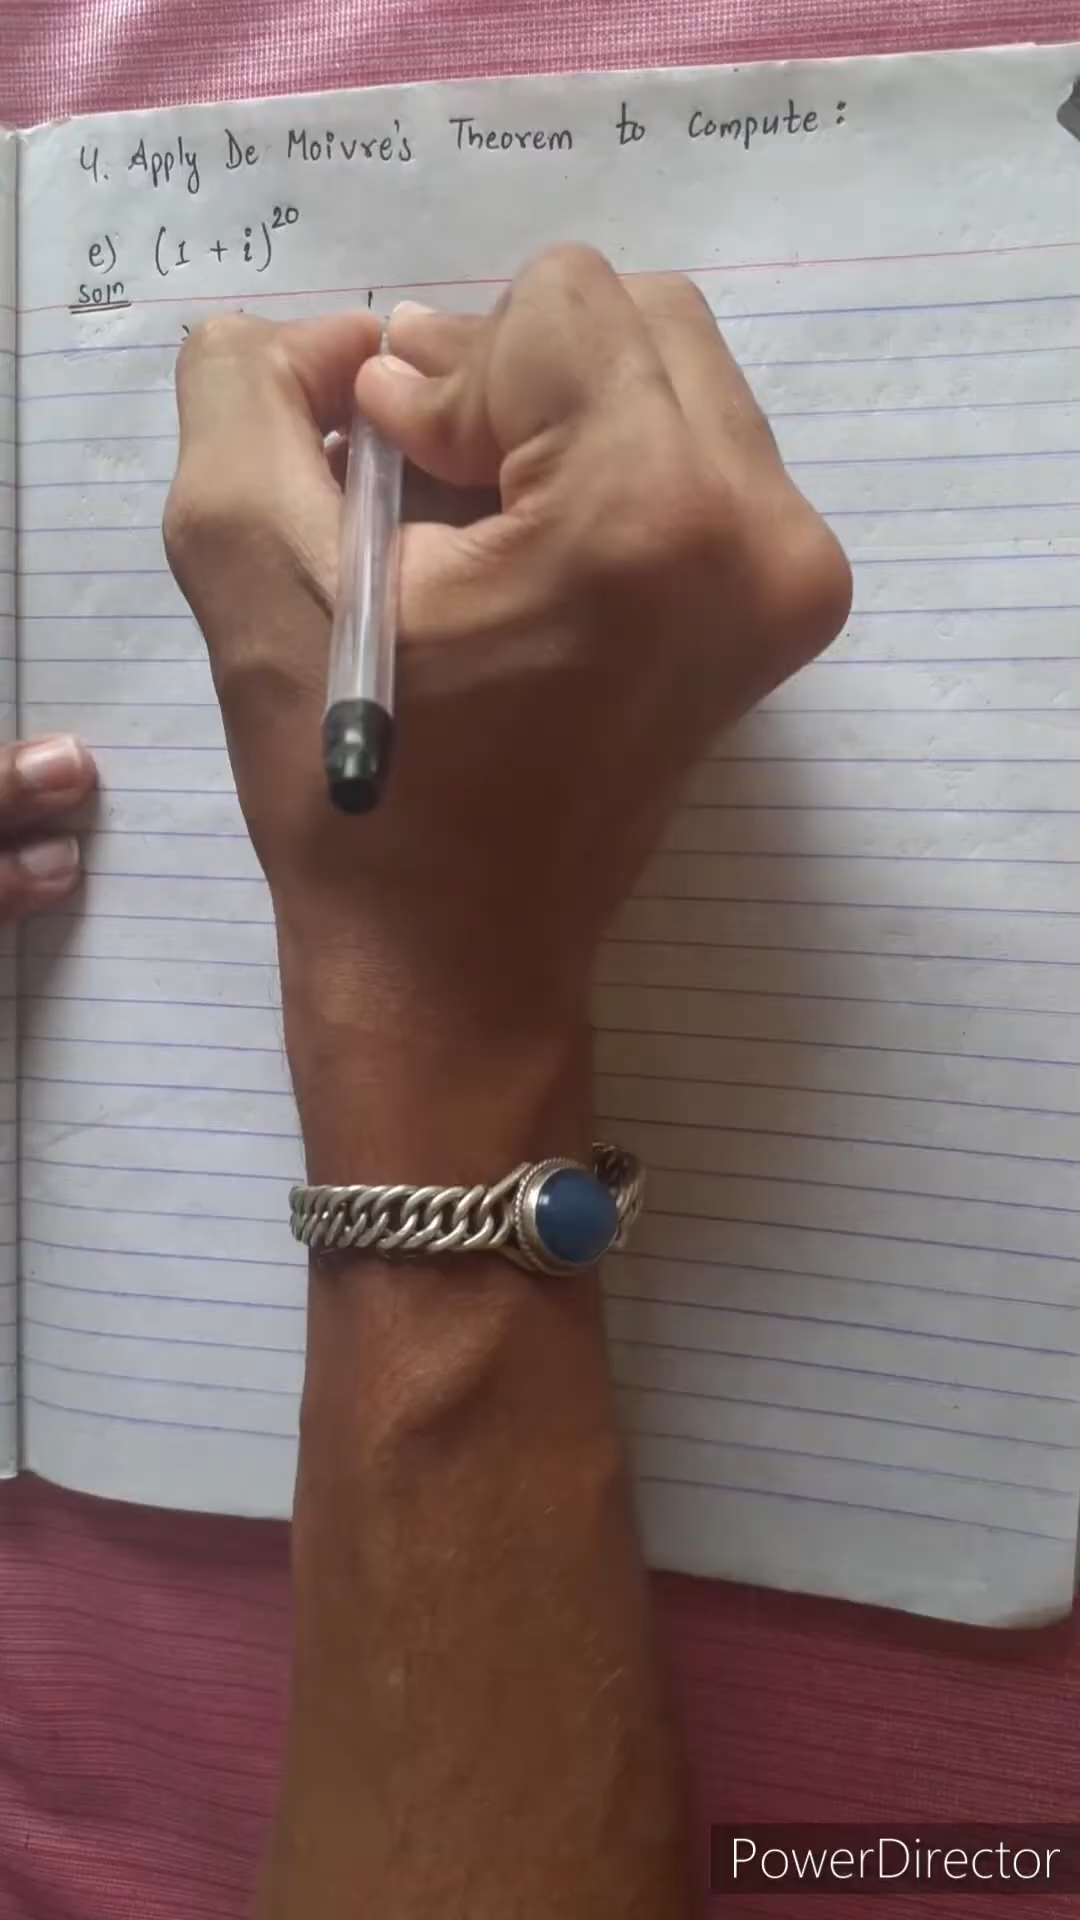 4. Apply De Moivre's Theorem to compute:
e) (1 + i)²⁰
Soln
PowerDirector